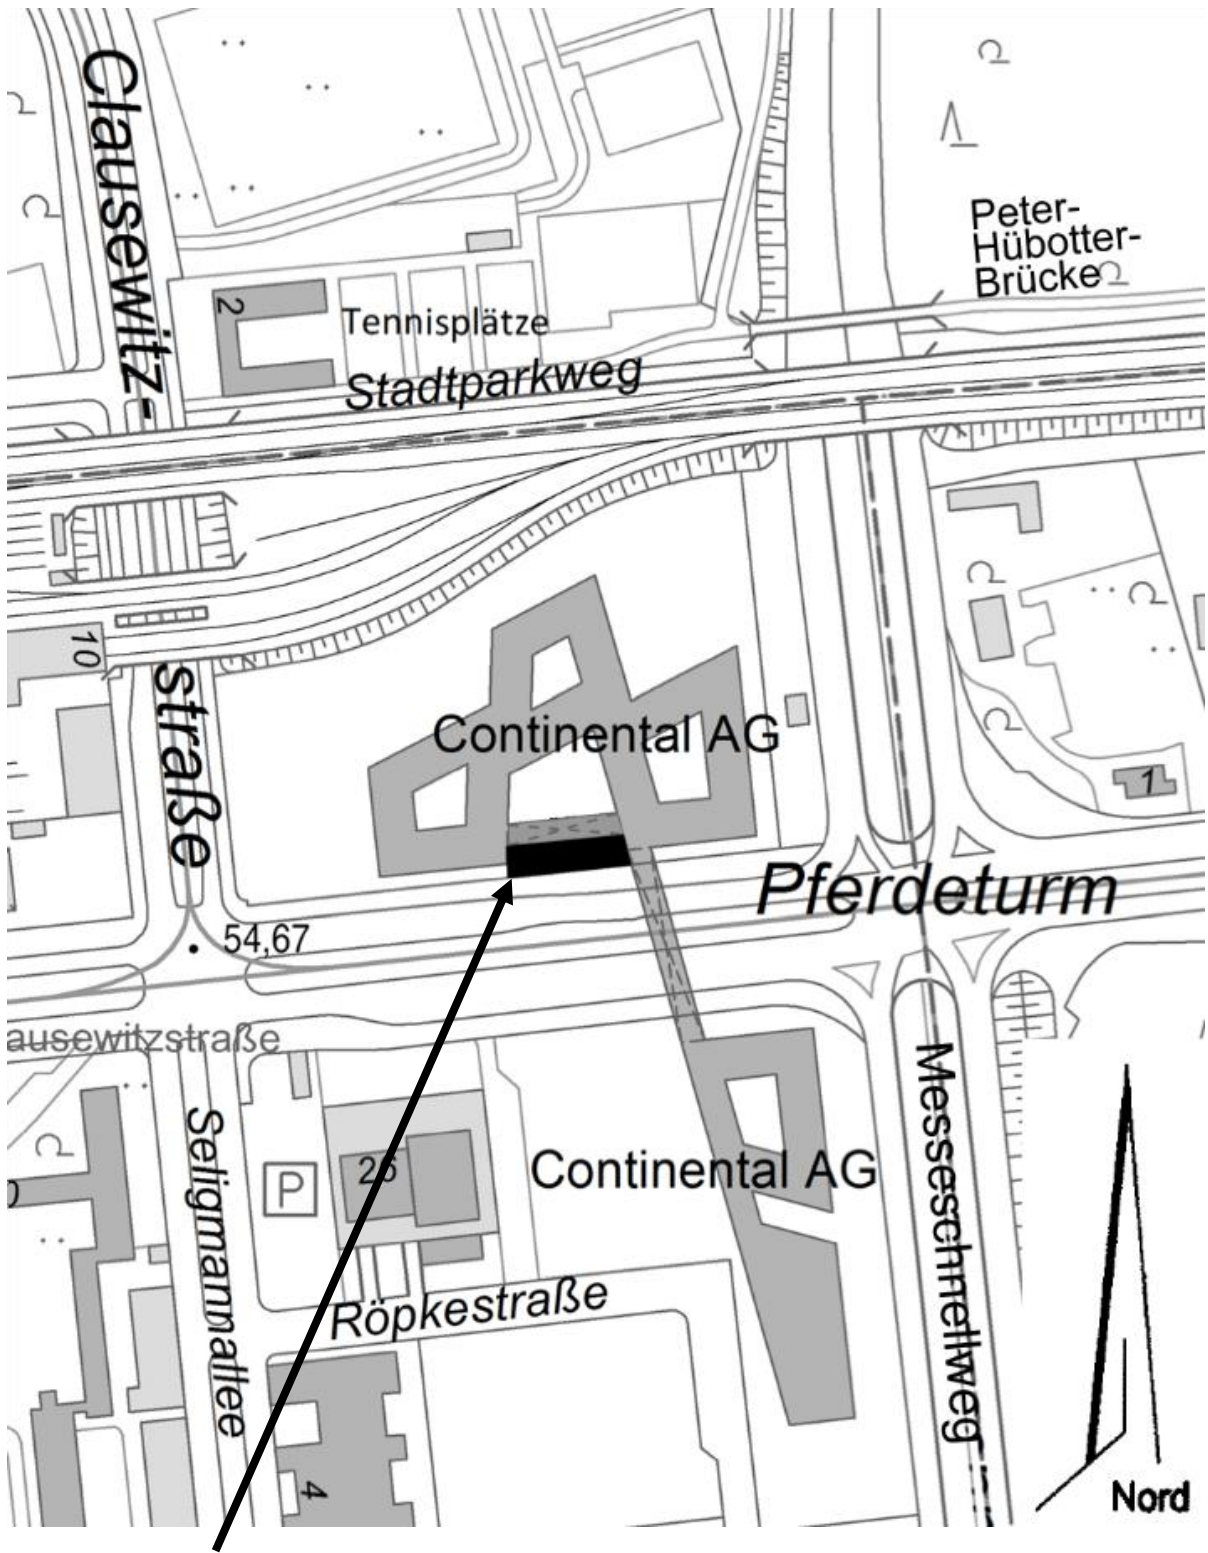 Clausewitz-
Peter-
Hübotter-
Brücke
2
Tennisplätze
Stadtparkweg
10
straße
Continental AG
1
Pferdeturm
54,67
ausewitzstraße
Messeschnellweg
Seligmannallee
P
26
Continental AG
Röpkestraße
4
Nord